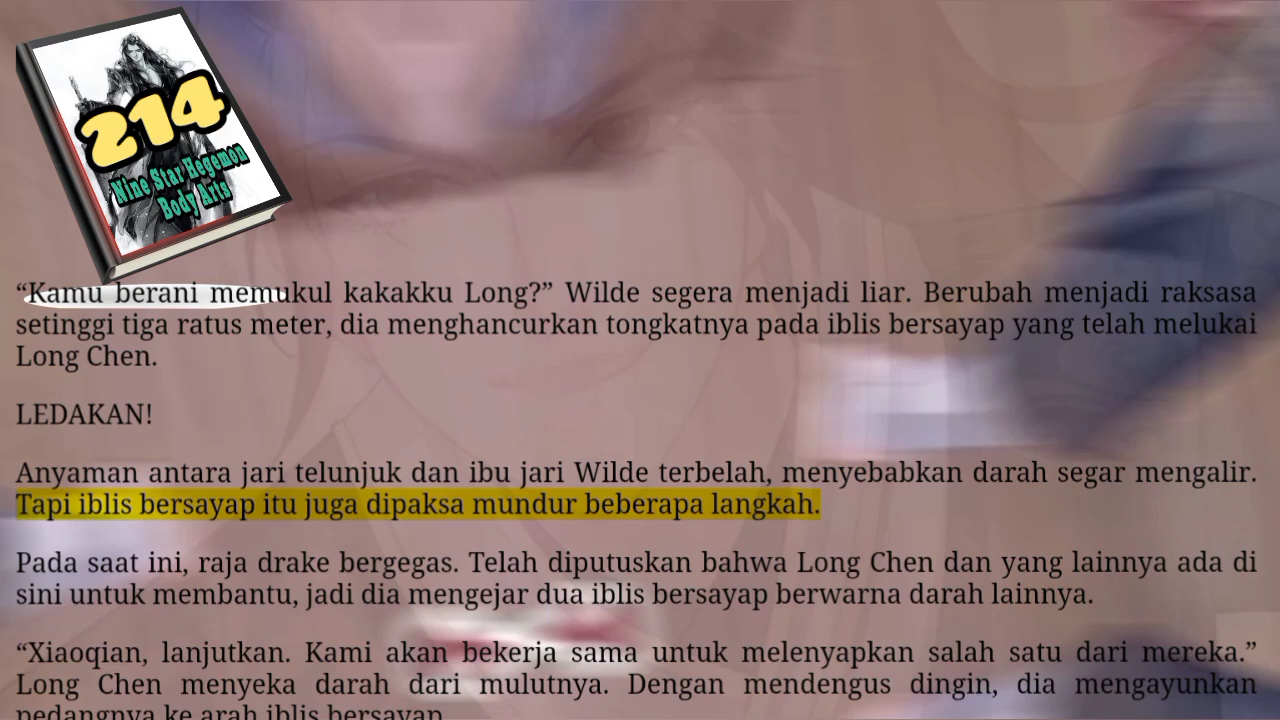 214
Nine Star Hegemon
Body Arts
“Kamu berani memukul kakakku Long?” Wilde segera menjadi liar. Berubah menjadi raksasa
setinggi tiga ratus meter, dia menghancurkan tongkatnya pada iblis bersayap yang telah melukai
Long Chen.
LEDAKAN!
Anyaman antara jari telunjuk dan ibu jari Wilde terbelah, menyebabkan darah segar mengalir.
Tapi iblis bersayap itu juga dipaksa mundur beberapa langkah.
Pada saat ini, raja drake bergegas. Telah diputuskan bahwa Long Chen dan yang lainnya ada di
sini untuk membantu, jadi dia mengejar dua iblis bersayap berwarna darah lainnya.
“Xiaoqian, lanjutkan. Kami akan bekerja sama untuk melenyapkan salah satu dari mereka.”
Long Chen menyeka darah dari mulutnya. Dengan mendengus dingin, dia mengayunkan
pedangnya ke arah iblis bersayap